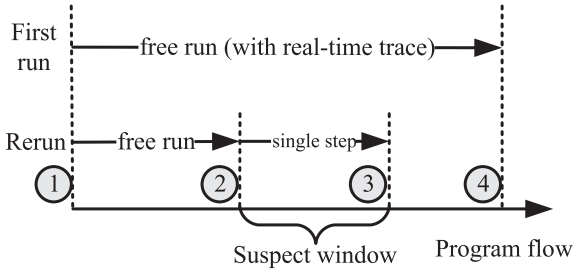 First
run
free run (with real-time trace)
Rerun
free run
single step
1
2
3
4
Suspect window
Program flow